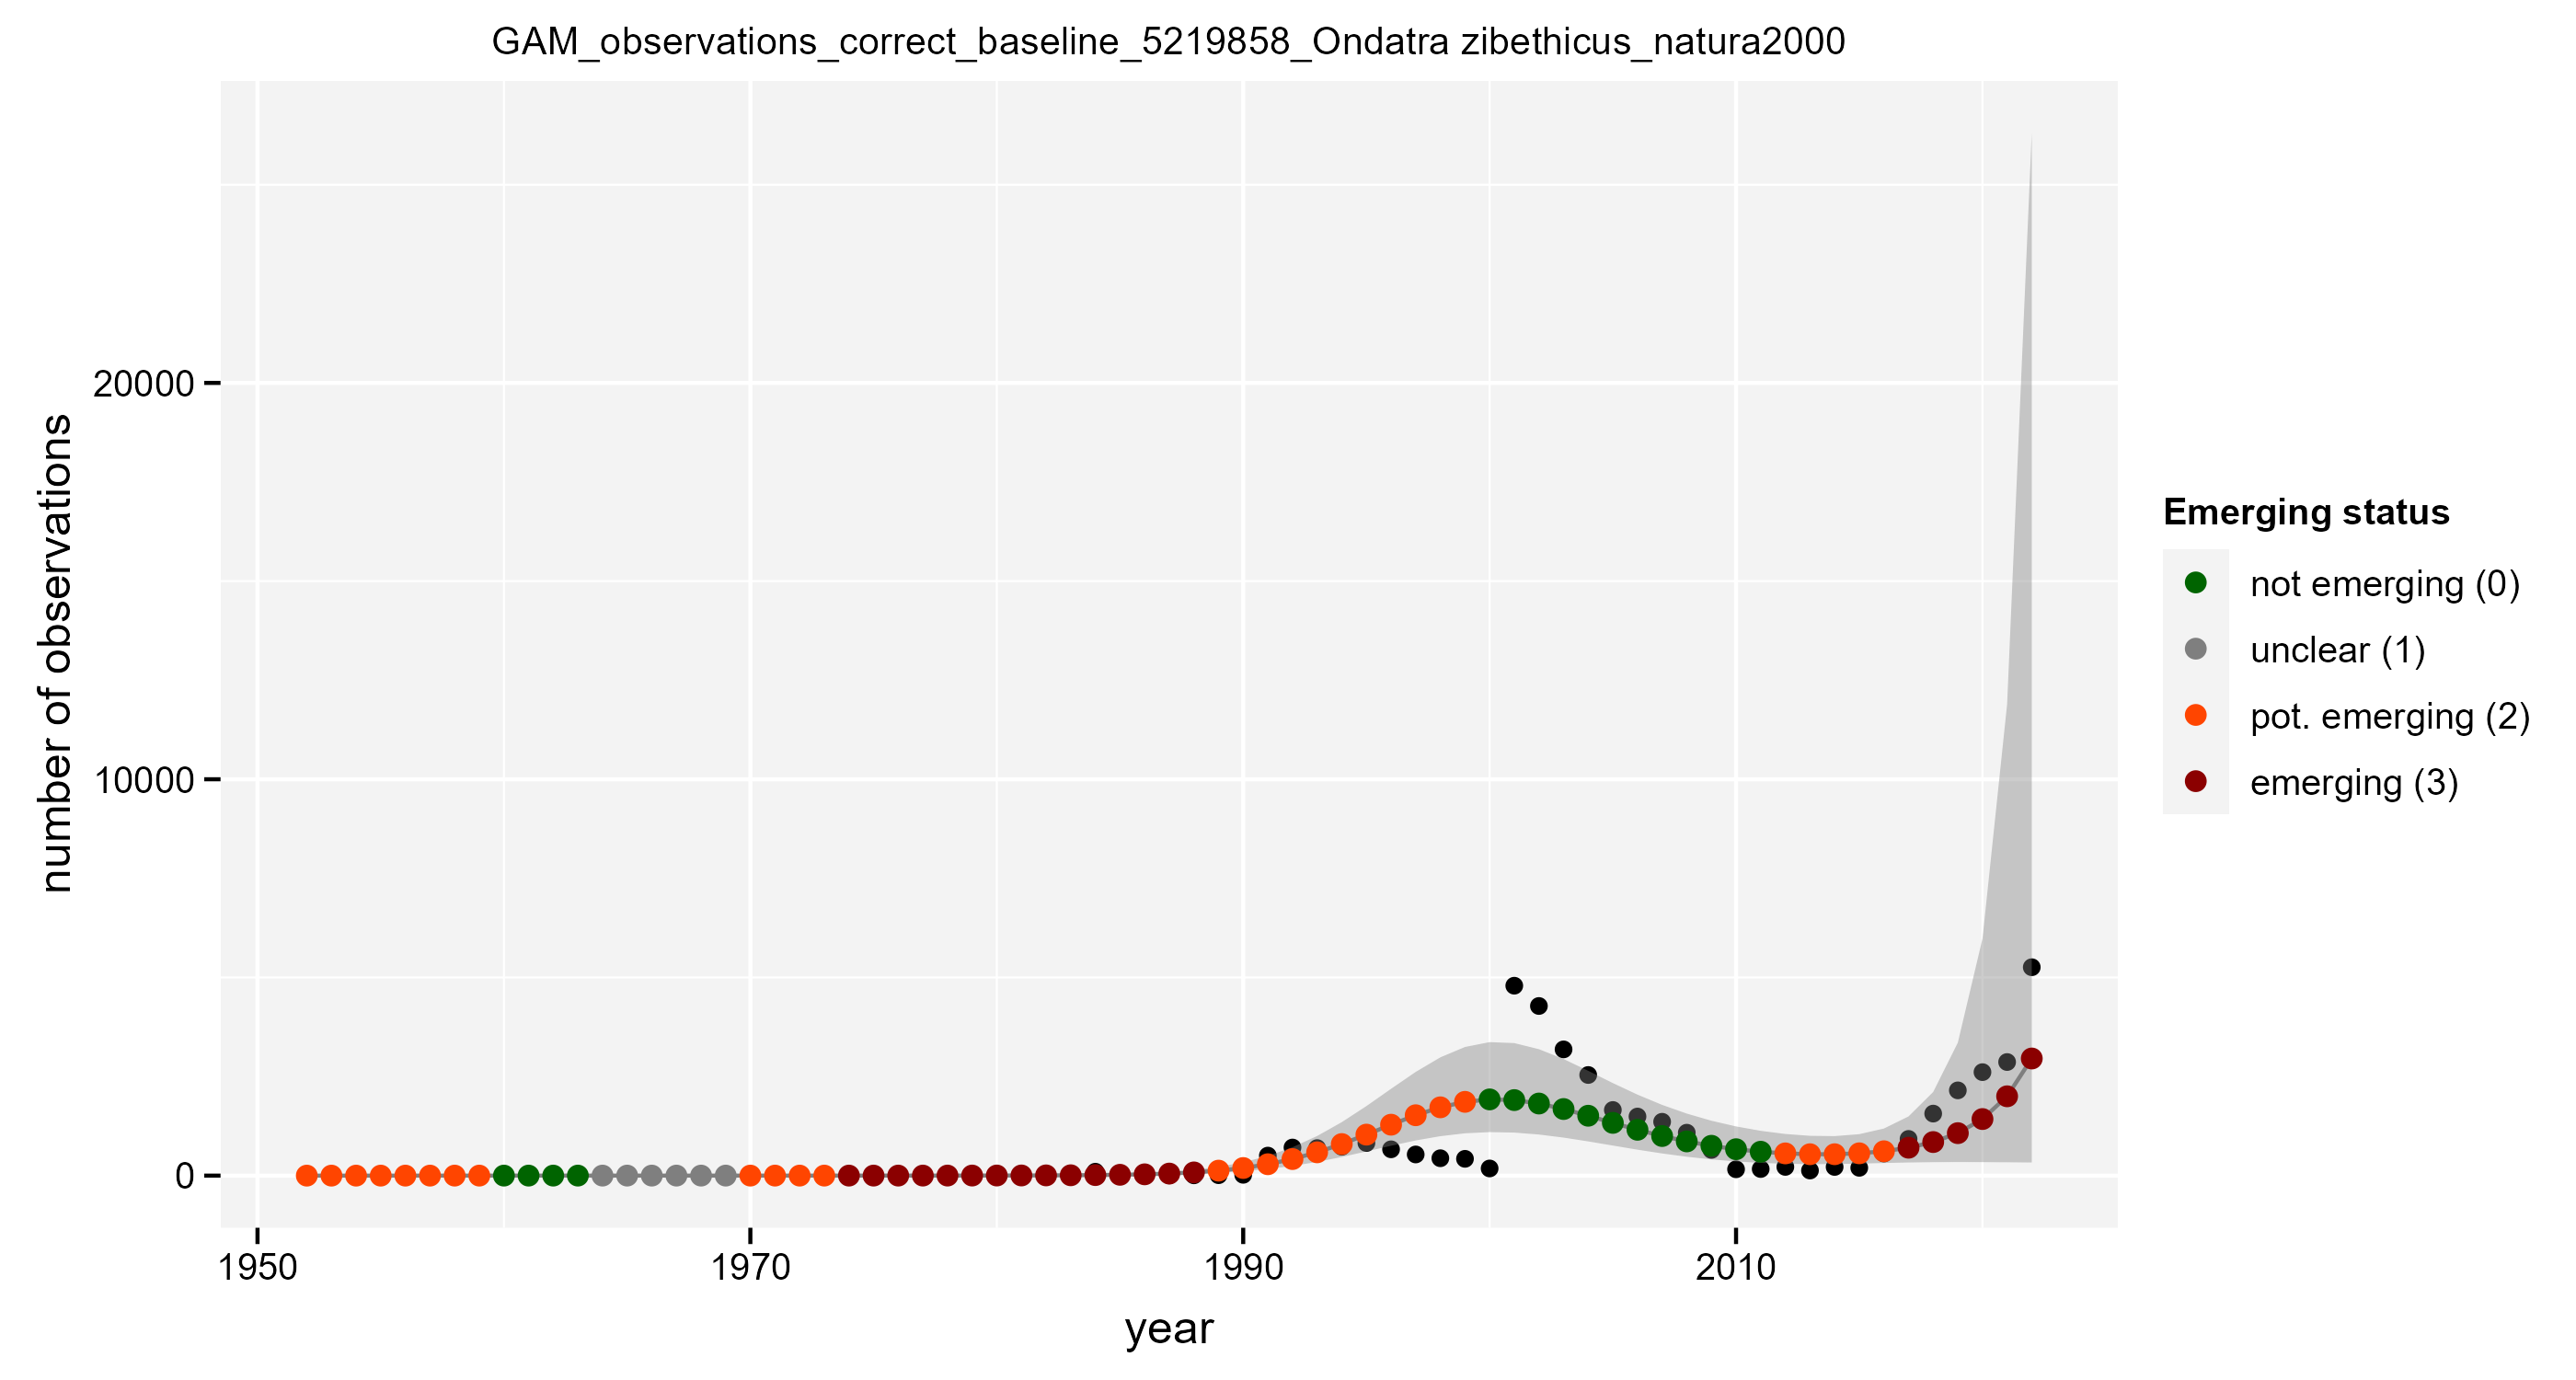 GAM_observations_correct_baseline_5219858_Ondatra zibethicus_natura2000
number of observations
20000
10000
0
1950
1970
1990
2010
year
Emerging status
not emerging (0)
unclear (1)
pot. emerging (2)
emerging (3)